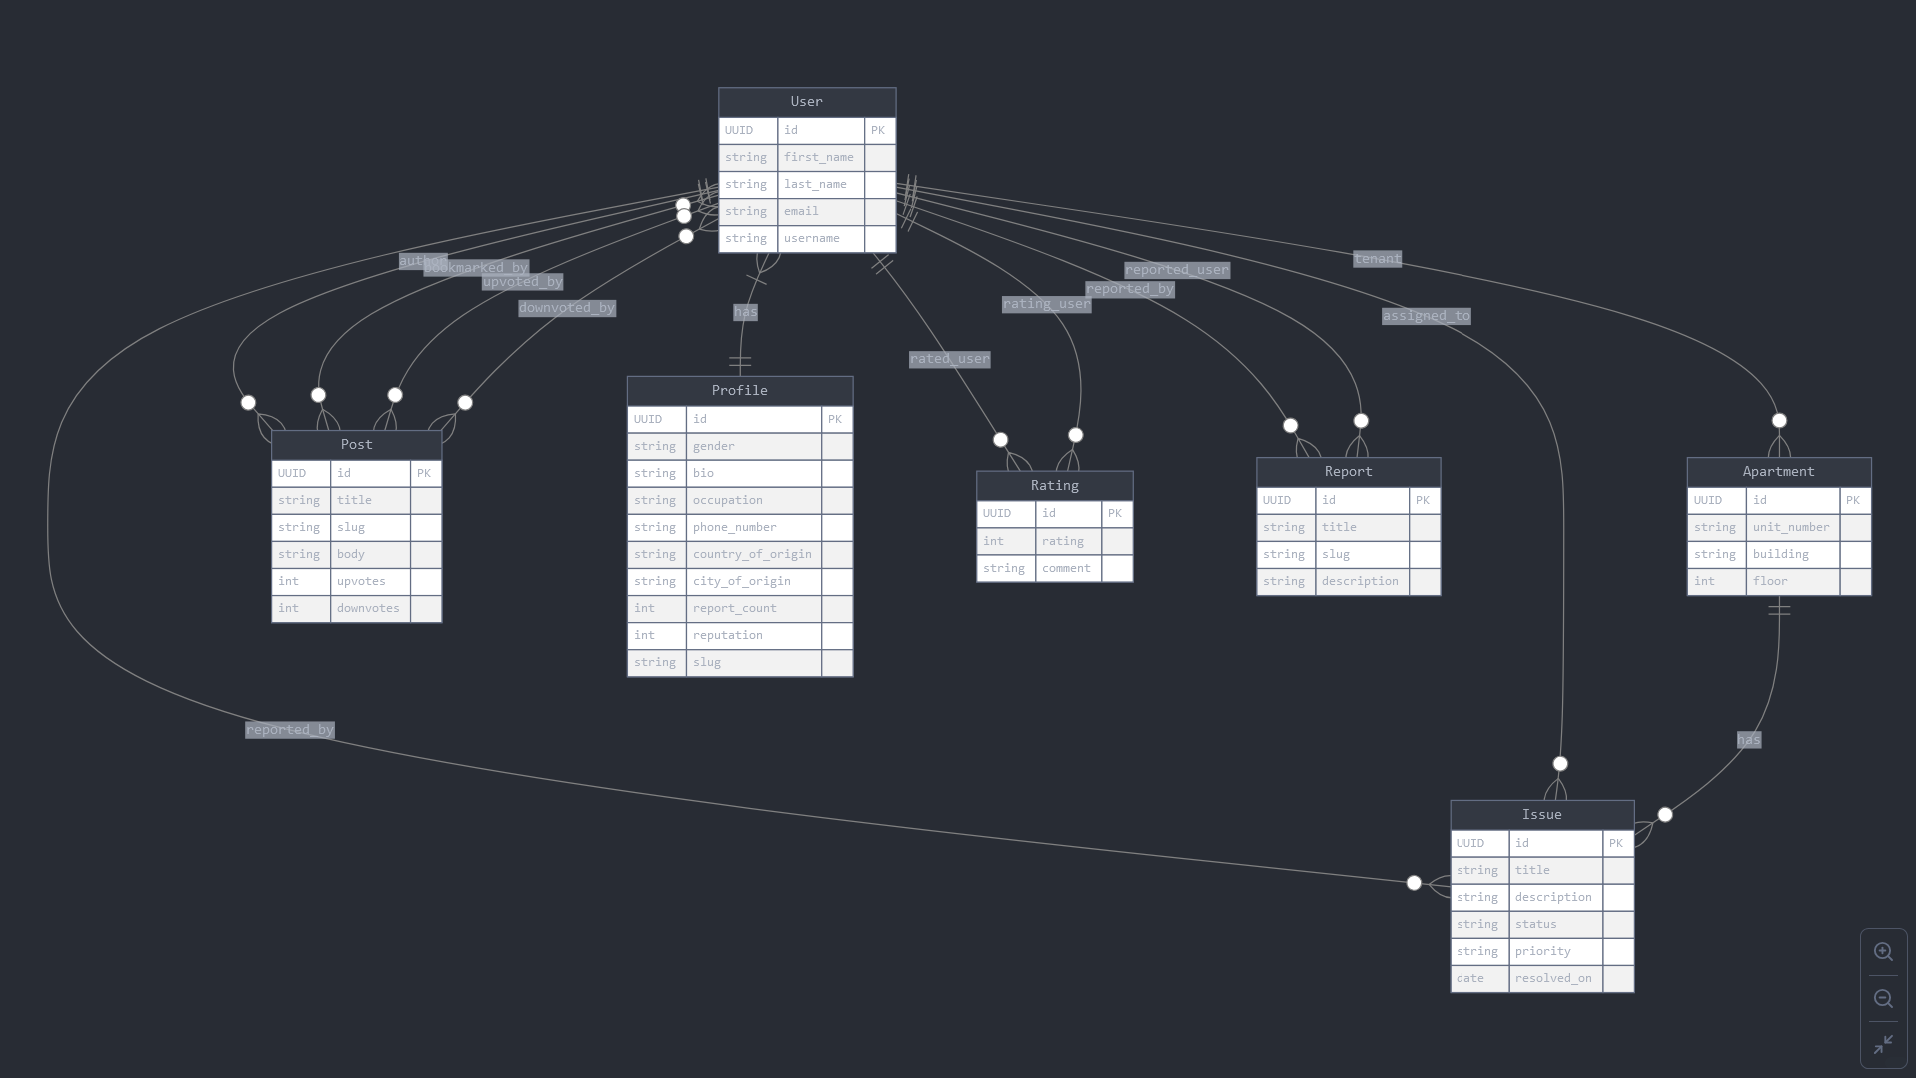 User
UUID id PK
string first_name
string last_name
string email
string username
author
bookmarked_by
upvoted_by
downvoted_by
has
rated_user
rating_user
reported_by
reported_user
assigned_to
tenant
Post
UUID id PK
string title
string slug
string body
int upvotes
int downvotes
Profile
UUID id PK
string gender
string bio
string occupation
string phone_number
string country_of_origin
string city_of_origin
int report_count
int reputation
string slug
Rating
UUID id PK
int rating
string comment
Report
UUID id PK
string title
string slug
string description
Apartment
UUID id PK
string unit_number
string building
int floor
reported_by
has
Issue
UUID id PK
string title
string description
string status
string priority
date resolved_on